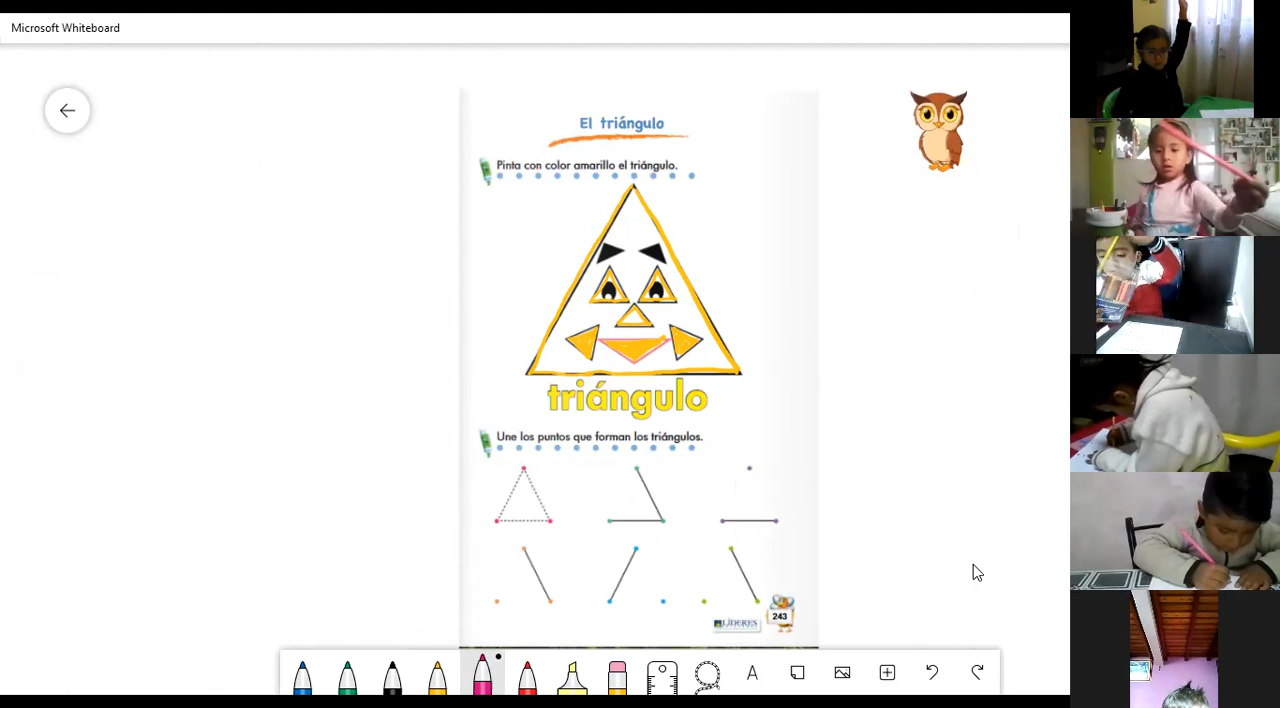 Microsoft Whiteboard
El triángulo
Pinta con color amarillo el triángulo.
triángulo
Une los puntos que forman los triángulos.
243
LÍDERES
A